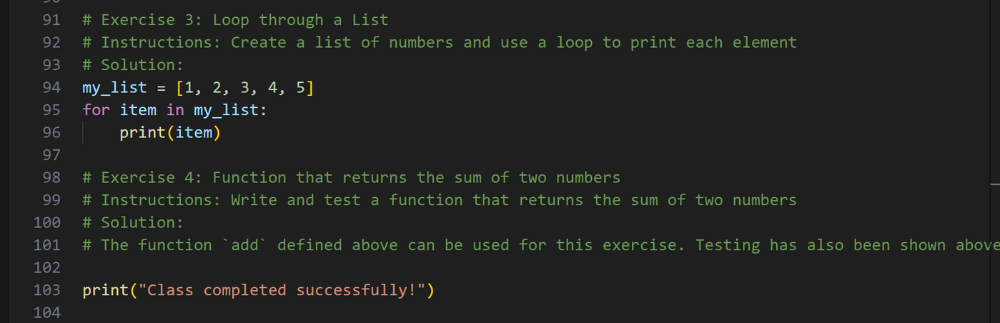 91 # Exercise 3: Loop through a List
92 # Instructions: Create a list of numbers and use a loop to print each element
93 # Solution:
94 my_list = [1, 2, 3, 4, 5]
95 for item in my_list:
96     print(item)
97
98 # Exercise 4: Function that returns the sum of two numbers
99 # Instructions: Write and test a function that returns the sum of two numbers
100 # Solution:
101 # The function `add` defined above can be used for this exercise. Testing has also been shown above
102
103 print("Class completed successfully!")
104